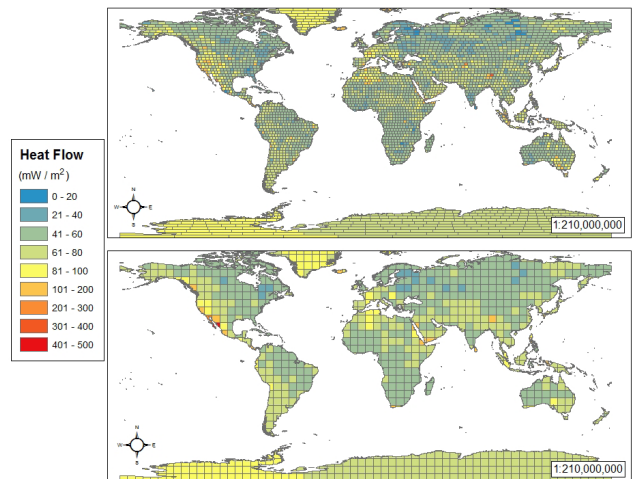 Heat Flow
(mW / m²)
0 - 20
21 - 40
41 - 60
61 - 80
81 - 100
101 - 200
201 - 300
301 - 400
401 - 500
N
W E
S
1:210,000,000
N
W E
S
1:210,000,000